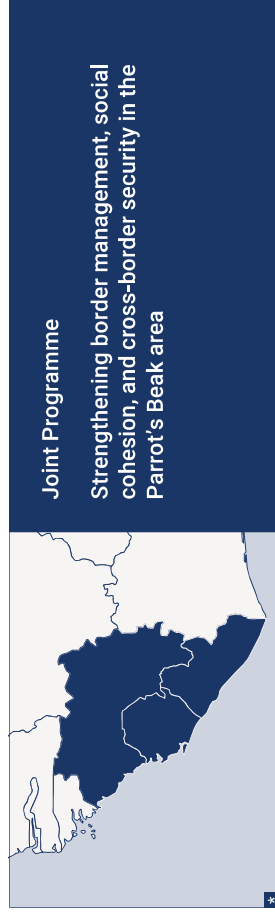 Joint Programme
Strengthening border management, social
cohesion, and cross-border security in the
Parrot's Beak area
*